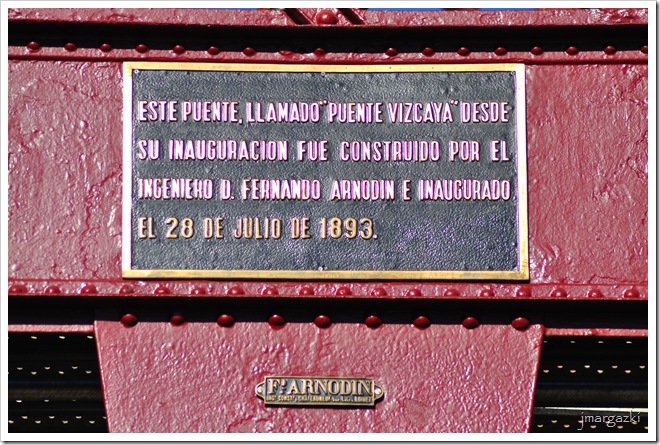 ESTE PUENTE, LLAMADO "PUENTE VIZCAYA" DESDE
SU INAUGURACION FUE CONSTRUIDO POR EL
INGENIERO D. FERNANDO ARNODIN E INAUGURADO
EL 28 DE JULIO DE 1893.
Fd ARNODIN
jmargazki